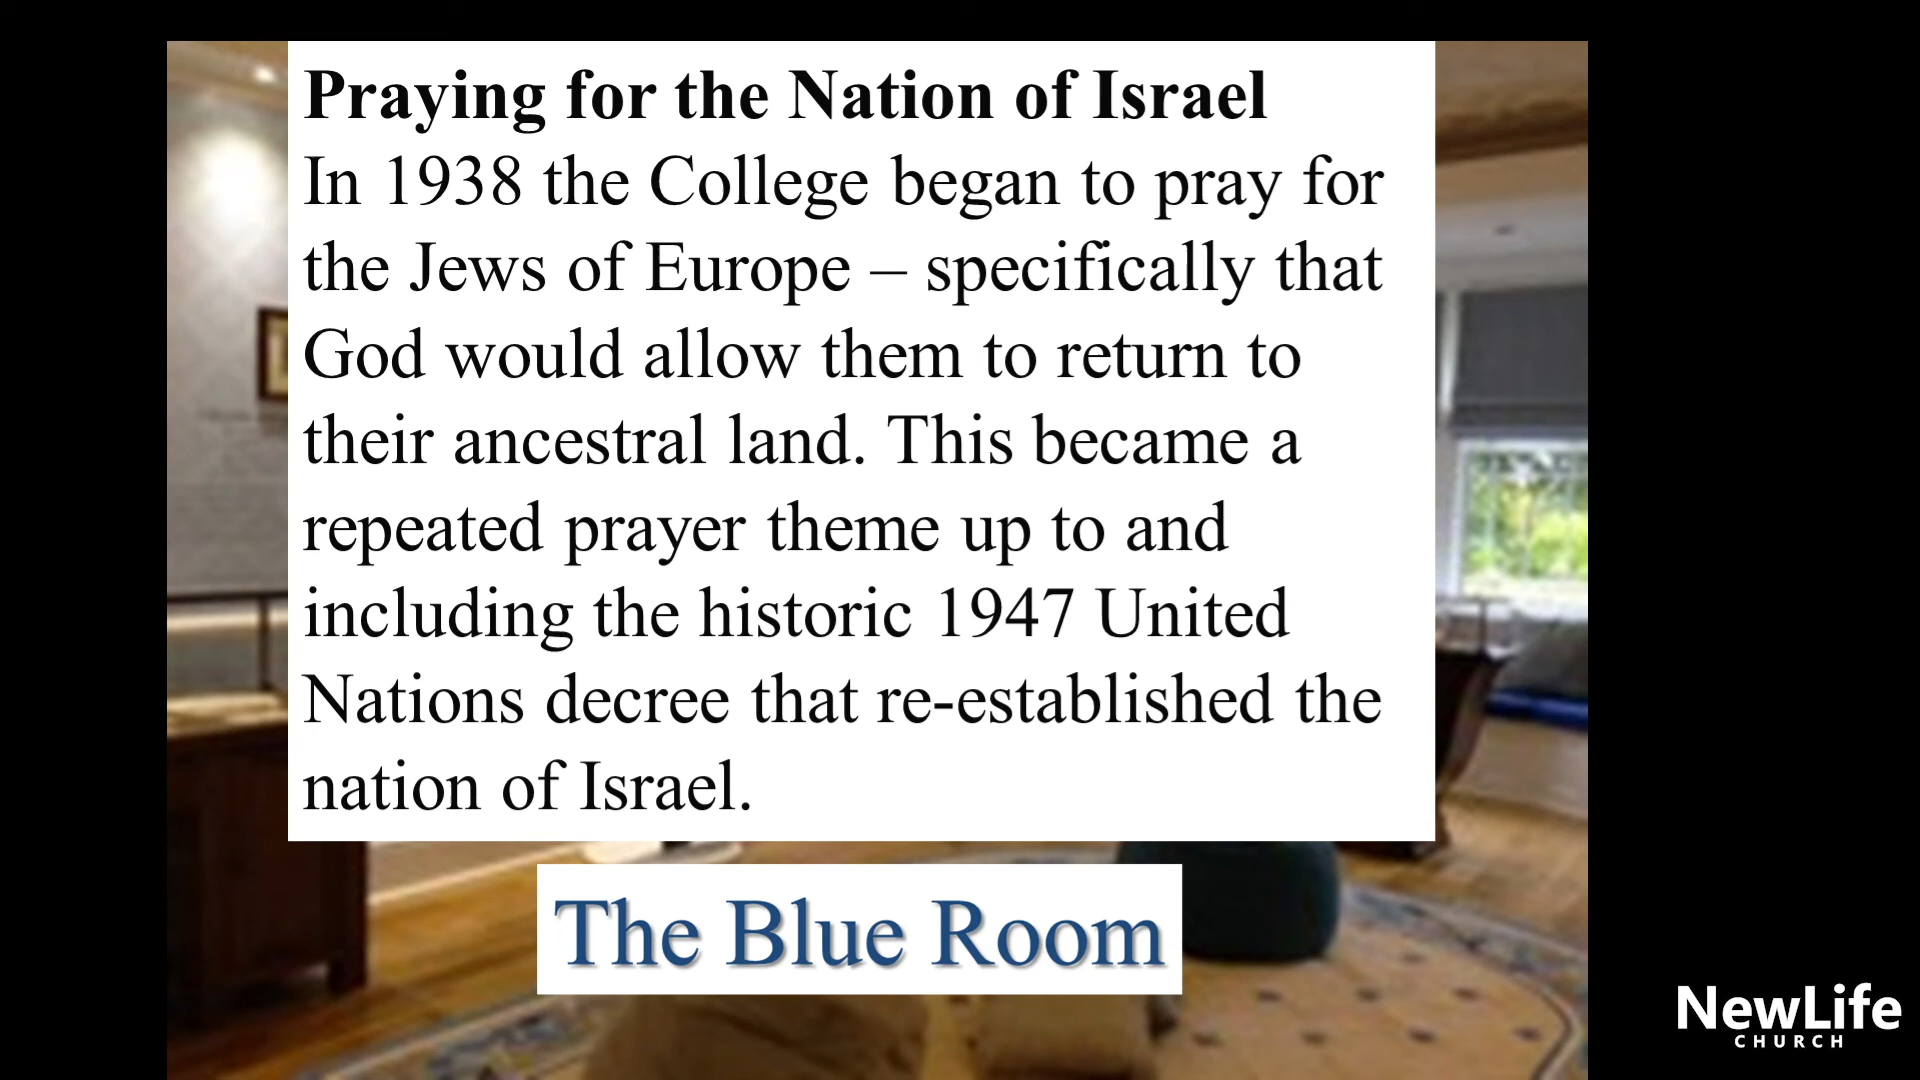 Praying for the Nation of Israel
In 1938 the College began to pray for
the Jews of Europe – specifically that
God would allow them to return to
their ancestral land. This became a
repeated prayer theme up to and
including the historic 1947 United
Nations decree that re-established the
nation of Israel.
The Blue Room
NewLife
CHURCH